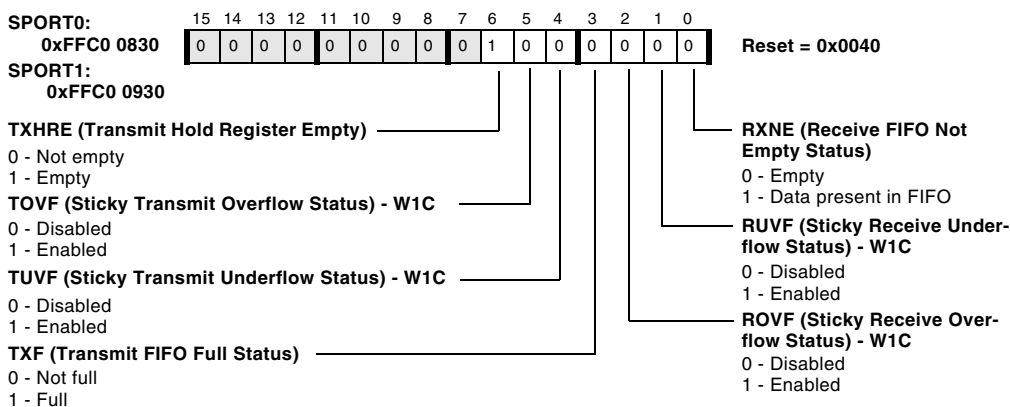 SPORT0:
0xFFC0 0830
SPORT1:
0xFFC0 0930
15 14 13 12 11 10 9 8 7 6 5 4 3 2 1 0
0 0 0 0 0 0 0 0 0 1 0 0 0 0 0 0
Reset = 0x0040
TXHRE (Transmit Hold Register Empty)
0 - Not empty
1 - Empty
TOVF (Sticky Transmit Overflow Status) - W1C
0 - Disabled
1 - Enabled
TUVF (Sticky Transmit Underflow Status) - W1C
0 - Disabled
1 - Enabled
TXF (Transmit FIFO Full Status)
0 - Not full
1 - Full
RXNE (Receive FIFO Not
Empty Status)
0 - Empty
1 - Data present in FIFO
RUVF (Sticky Receive Under-
flow Status) - W1C
0 - Disabled
1 - Enabled
ROVF (Sticky Receive Over-
flow Status) - W1C
0 - Disabled
1 - Enabled